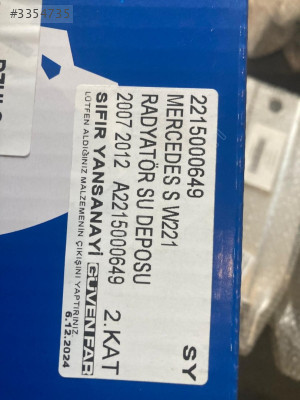 #3354735
2215000649
MERCEDES S W221
RADYATÖR SU DEPOSU
2007 2012 A2215000649
SIFIR YANSANAYİ GÜVENFAR 2.KAT SY
LÜTFEN ALDIĞINIZ MALZEMENİN ÇIKIŞINI YAPTIRINIZ.
6.12.2024